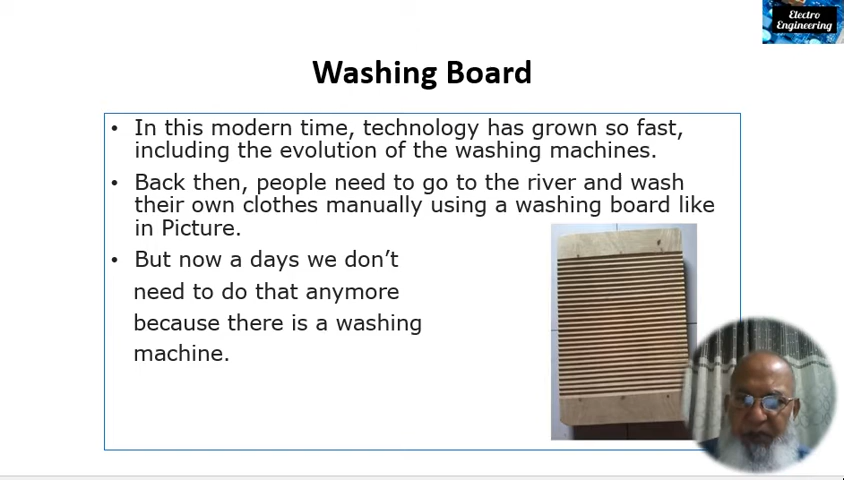 Electro
Engineering
Washing Board
• In this modern time, technology has grown so fast,
including the evolution of the washing machines.
• Back then, people need to go to the river and wash
their own clothes manually using a washing board like
in Picture.
• But now a days we don’t
need to do that anymore
because there is a washing
machine.